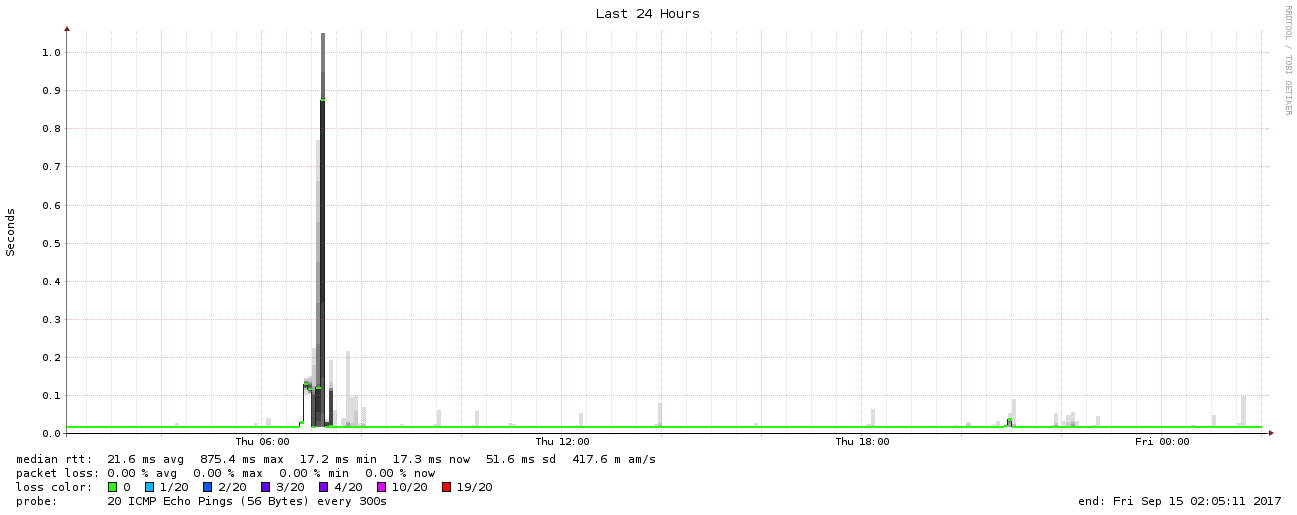 Last 24 Hours
RRDTOOL / TOBI OETIKER
Seconds
1.0
0.9
0.8
0.7
0.6
0.5
0.4
0.3
0.2
0.1
0.0
Thu 06:00 Thu 12:00 Thu 18:00 Fri 00:00
median rtt: 21.6 ms avg 875.4 ms max 17.2 ms min 17.3 ms now 51.6 ms sd 417.6 m am/s
packet loss: 0.00 % avg 0.00 % max 0.00 % min 0.00 % now
loss color: 0 1/20 2/20 3/20 4/20 10/20 19/20
probe: 20 ICMP Echo Pings (56 Bytes) every 300s end: Fri Sep 15 02:05:11 2017